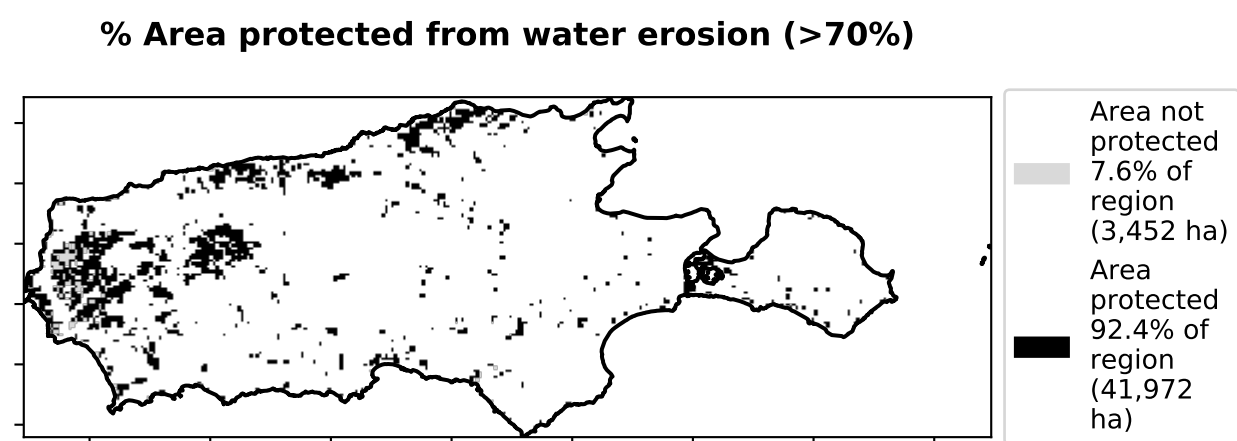 % Area protected from water erosion (>70%)
Area not
protected
7.6% of
region
(3,452 ha)
Area
protected
92.4% of
region
(41,972
ha)